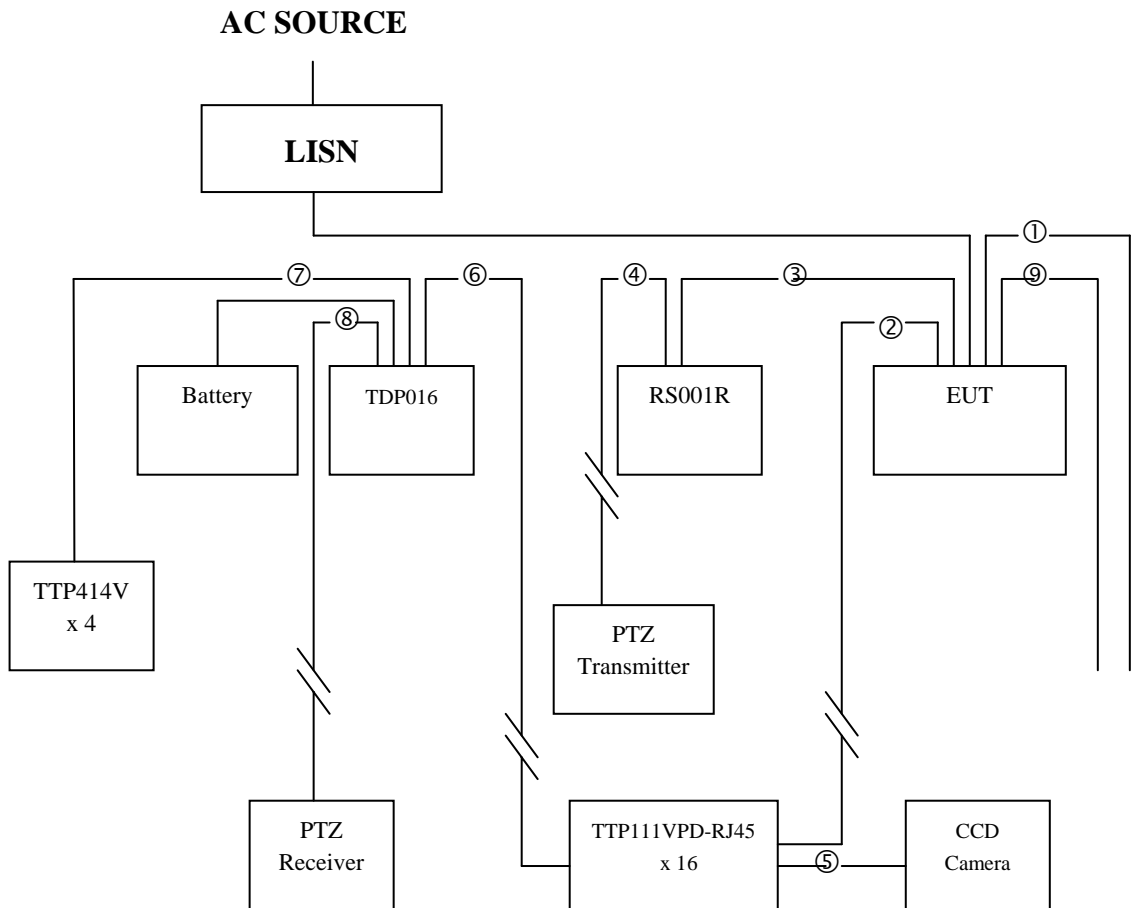 AC SOURCE
LISN
①
⑦
⑥
④
③
⑨
⑧
②
Battery
TDP016
RS001R
EUT
TTP414V
x 4
PTZ
Transmitter
PTZ
Receiver
TTP111VPD-RJ45
x 16
⑤
CCD
Camera